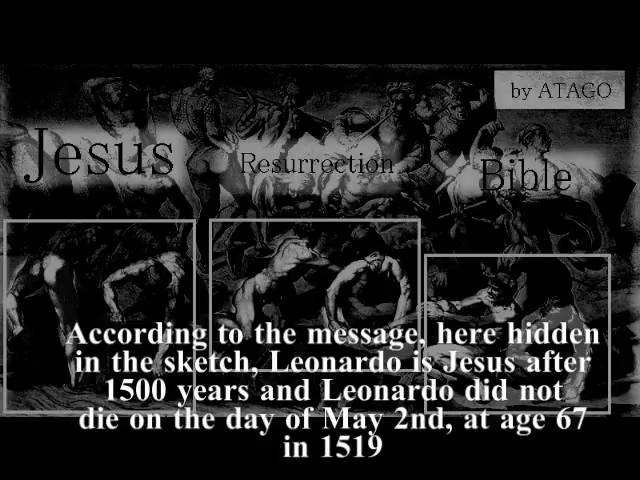 by ATAGO
Jesus
Resurrection
Bible
According to the message, here hidden
in the sketch, Leonardo is Jesus after
1500 years and Leonardo did not
die on the day of May 2nd, at age 67
in 1519